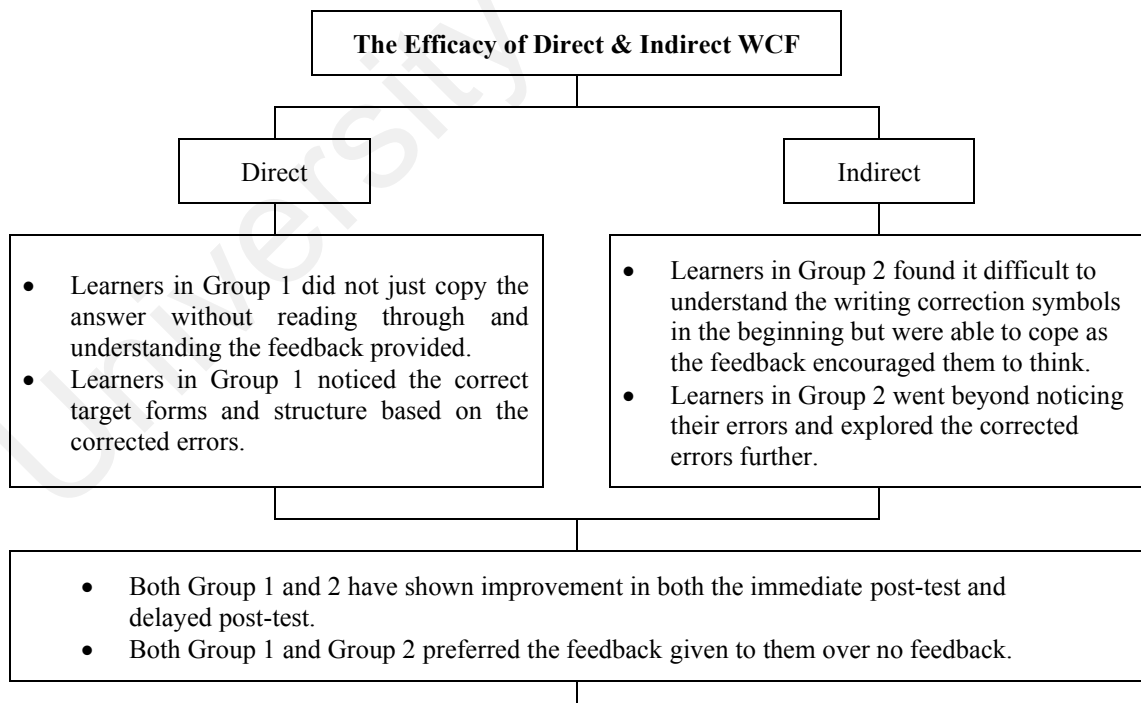 The Efficacy of Direct & Indirect WCF
Direct
Indirect
• Learners in Group 1 did not just copy the
answer without reading through and
understanding the feedback provided.
• Learners in Group 1 noticed the correct
target forms and structure based on the
corrected errors.
• Learners in Group 2 found it difficult to
understand the writing correction symbols
in the beginning but were able to cope as
the feedback encouraged them to think.
• Learners in Group 2 went beyond noticing
their errors and explored the corrected
errors further.
• Both Group 1 and 2 have shown improvement in both the immediate post-test and
delayed post-test.
• Both Group 1 and Group 2 preferred the feedback given to them over no feedback.
University